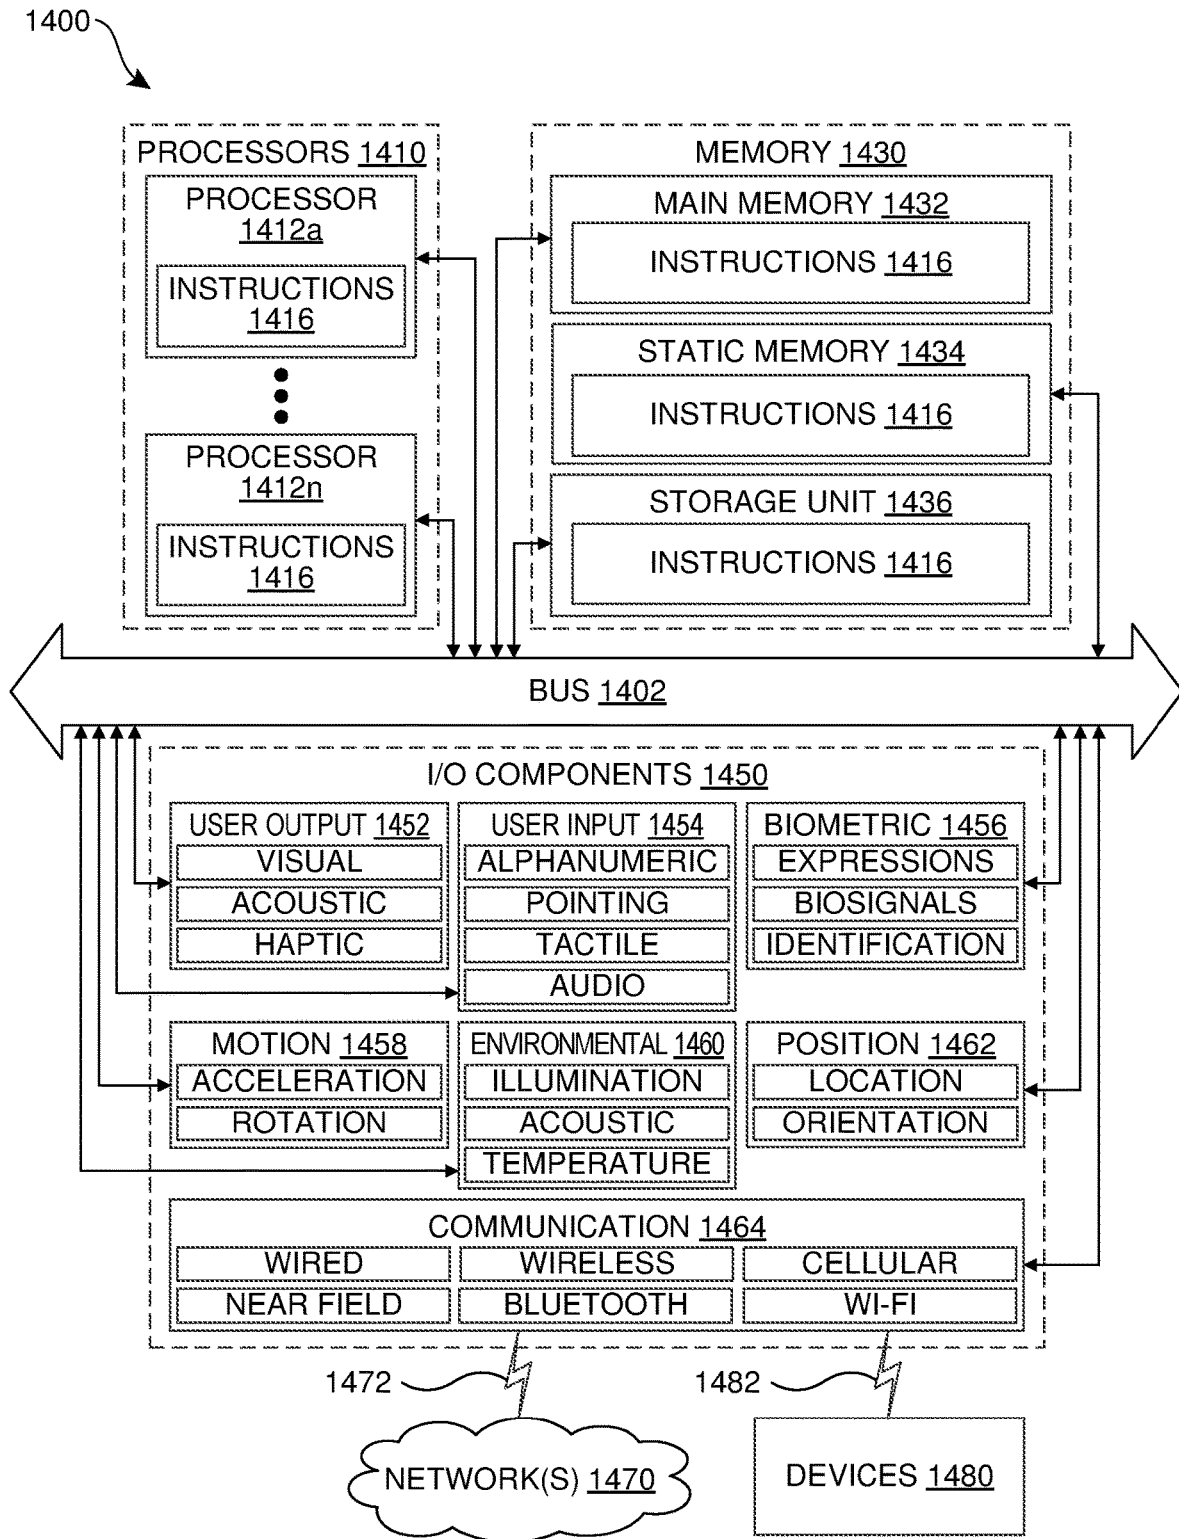 1400
PROCESSORS 1410
PROCESSOR
1412a
INSTRUCTIONS
1416
PROCESSOR
1412n
INSTRUCTIONS
1416
MEMORY 1430
MAIN MEMORY 1432
INSTRUCTIONS 1416
STATIC MEMORY 1434
INSTRUCTIONS 1416
STORAGE UNIT 1436
INSTRUCTIONS 1416
BUS 1402
I/O COMPONENTS 1450
USER OUTPUT 1452
VISUAL
ACOUSTIC
HAPTIC
USER INPUT 1454
ALPHANUMERIC
POINTING
TACTILE
AUDIO
BIOMETRIC 1456
EXPRESSIONS
BIOSIGNALS
IDENTIFICATION
MOTION 1458
ACCELERATION
ROTATION
ENVIRONMENTAL 1460
ILLUMINATION
ACOUSTIC
TEMPERATURE
POSITION 1462
LOCATION
ORIENTATION
COMMUNICATION 1464
WIRED
WIRELESS
CELLULAR
NEAR FIELD
BLUETOOTH
WI-FI
1472
1482
NETWORK(S) 1470
DEVICES 1480